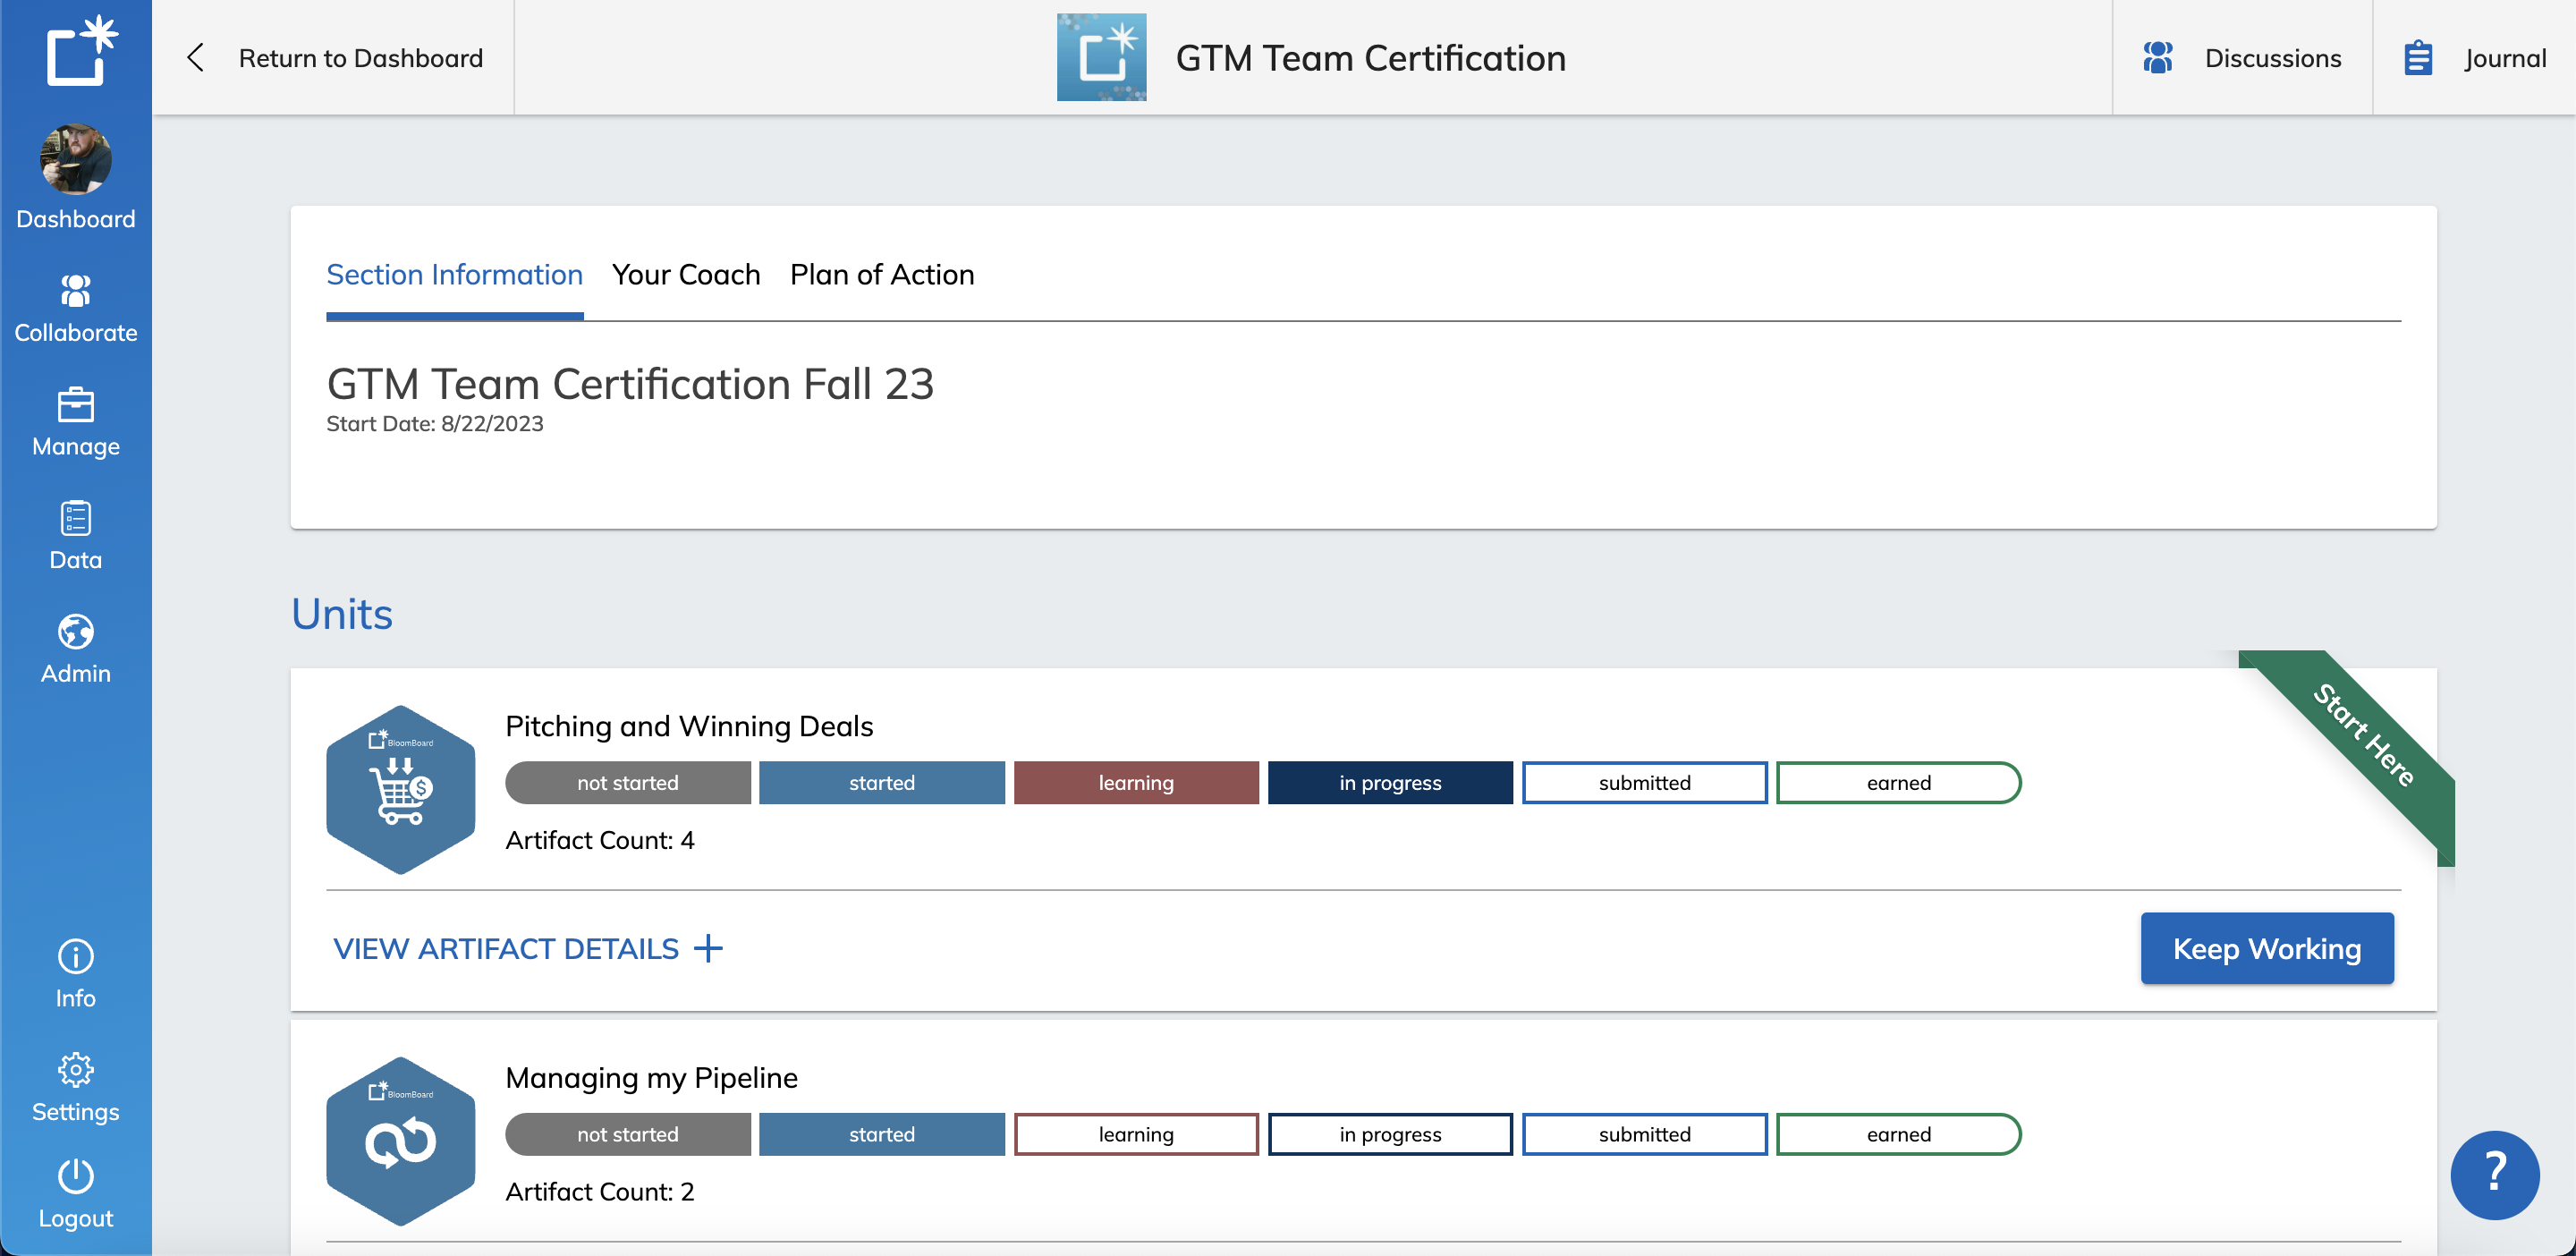 Return to Dashboard
GTM Team Certification
Discussions
Journal
Dashboard
Collaborate
Manage
Data
Admin
Info
Settings
Logout
Section Information Your Coach Plan of Action
GTM Team Certification Fall 23
Start Date: 8/22/2023
Units
Start Here
BloomBoard
Pitching and Winning Deals
not started started learning in progress submitted earned
Artifact Count: 4
VIEW ARTIFACT DETAILS +
Keep Working
BloomBoard
Managing my Pipeline
not started started learning in progress submitted earned
Artifact Count: 2
?